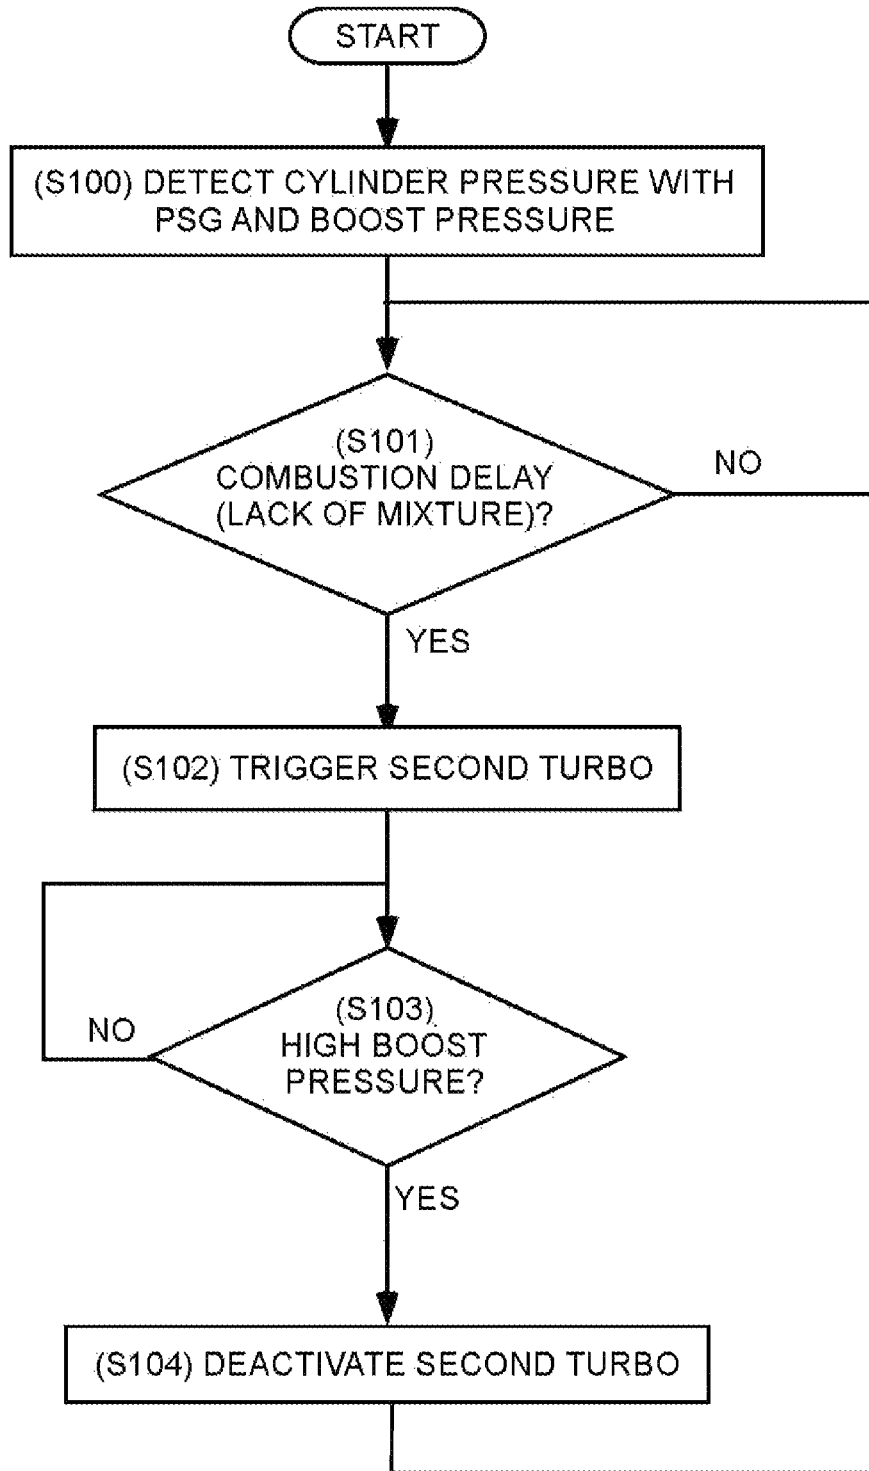 START
(S100) DETECT CYLINDER PRESSURE WITH
PSG AND BOOST PRESSURE
(S101)
COMBUSTION DELAY
(LACK OF MIXTURE)?
NO
YES
(S102) TRIGGER SECOND TURBO
(S103)
HIGH BOOST
PRESSURE?
NO
YES
(S104) DEACTIVATE SECOND TURBO